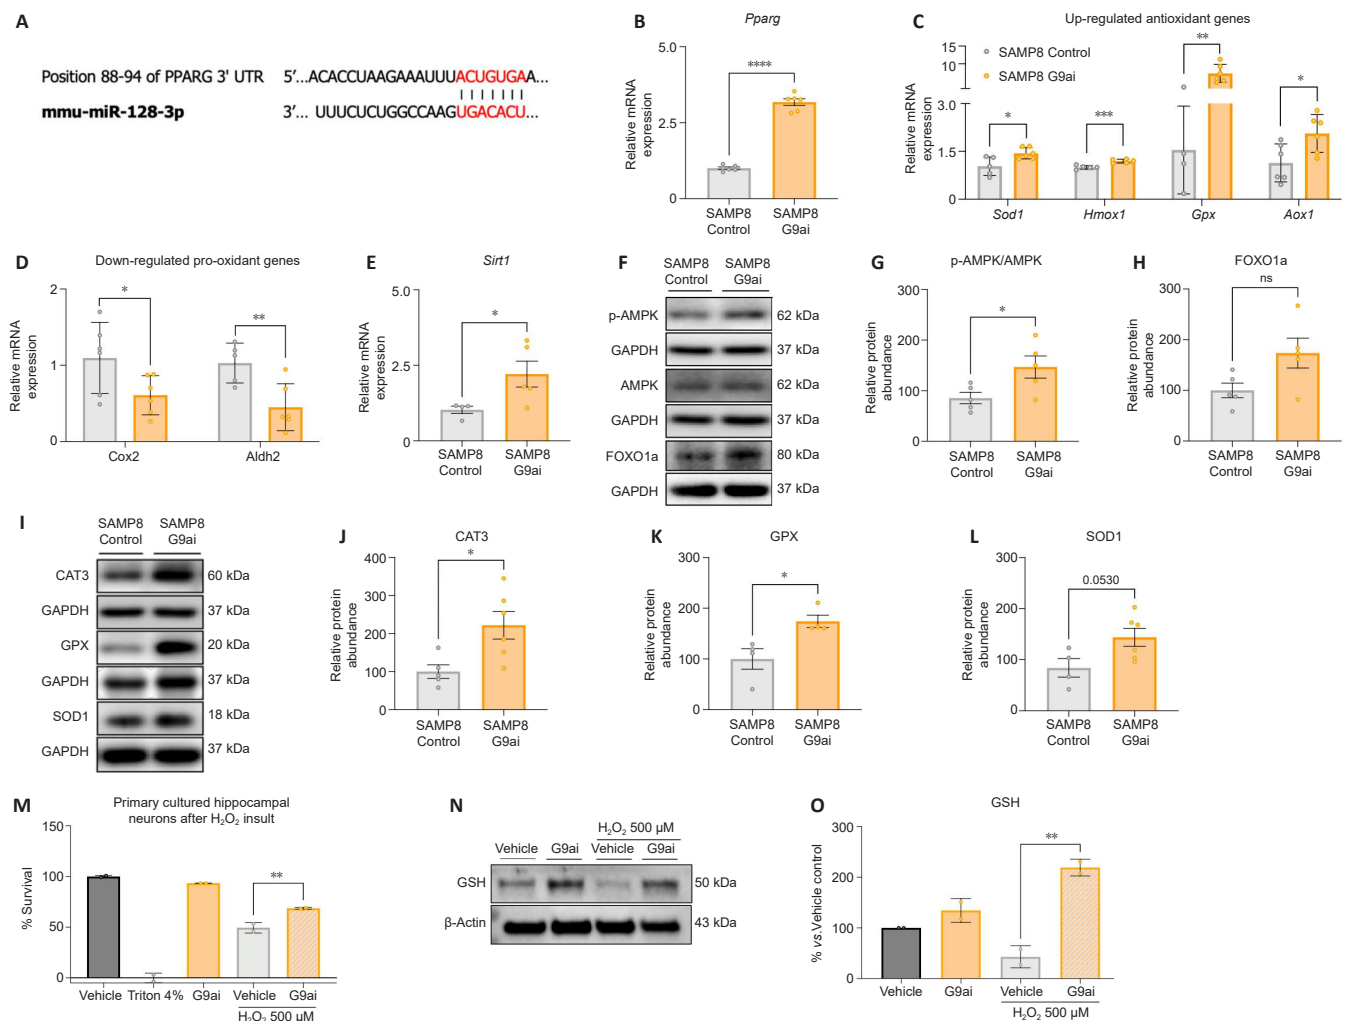 A
Position 88-94 of PPARG 3' UTR 5'...ACACCUAAGAAAUUUACUGUGAA...
mmu-miR-128-3p 3'... UUUCUCUGGCCAAGUGACACU...
B
Pparg
Relative mRNA
expression
5.0
2.5
0
****
SAMP8
Control
SAMP8
G9ai
C
Up-regulated antioxidant genes
SAMP8 Control
SAMP8 G9ai
Relative mRNA
expression
15
10
5
3.0
1.5
0
*
***
**
*
Sod1
Hmox1
Gpx
Aox1
D
Down-regulated pro-oxidant genes
Relative mRNA
expression
2
1
0
*
**
Cox2
Aldh2
E
Sirt1
Relative mRNA
expression
5.0
2.5
0
*
SAMP8
Control
SAMP8
G9ai
F
SAMP8
Control
SAMP8
G9ai
p-AMPK 62 kDa
GAPDH 37 kDa
AMPK 62 kDa
GAPDH 37 kDa
FOXO1a 80 kDa
GAPDH 37 kDa
G
p-AMPK/AMPK
Relative protein
abundance
300
200
100
0
*
SAMP8
Control
SAMP8
G9ai
H
FOXO1a
Relative protein
abundance
300
200
100
0
ns
SAMP8
Control
SAMP8
G9ai
I
SAMP8
Control
SAMP8
G9ai
CAT3 60 kDa
GAPDH 37 kDa
GPX 20 kDa
GAPDH 37 kDa
SOD1 18 kDa
GAPDH 37 kDa
J
CAT3
Relative protein
abundance
400
300
200
100
0
*
SAMP8
Control
SAMP8
G9ai
K
GPX
Relative protein
abundance
300
200
100
0
*
SAMP8
Control
SAMP8
G9ai
L
SOD1
Relative protein
abundance
300
200
100
0
0.0530
SAMP8
Control
SAMP8
G9ai
M
Primary cultured hippocampal
neurons after H₂O₂ insult
% Survival
150
100
50
0
**
Vehicle Triton 4% G9ai Vehicle G9ai
H₂O₂ 500 µM
N
H₂O₂ 500 µM
Vehicle G9ai Vehicle G9ai
GSH 50 kDa
β-Actin 43 kDa
O
GSH
% vs.Vehicle control
300
200
100
0
**
Vehicle G9ai Vehicle G9ai
H₂O₂ 500 µM